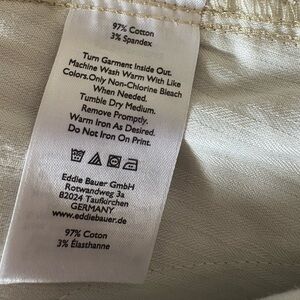 97% Cotton
3% Spandex
Turn Garment Inside Out.
Machine Wash Warm With Like
Colors.Only Non-Chlorine Bleach
When Needed.
Tumble Dry Medium.
Remove Promptly.
Warm Iron As Desired.
Do Not Iron On Print.
Eddie Bauer GmbH
Rotwandweg 3a
82024 Taufkirchen
GERMANY
www.eddiebauer.de
97% Coton
3% Élasthanne